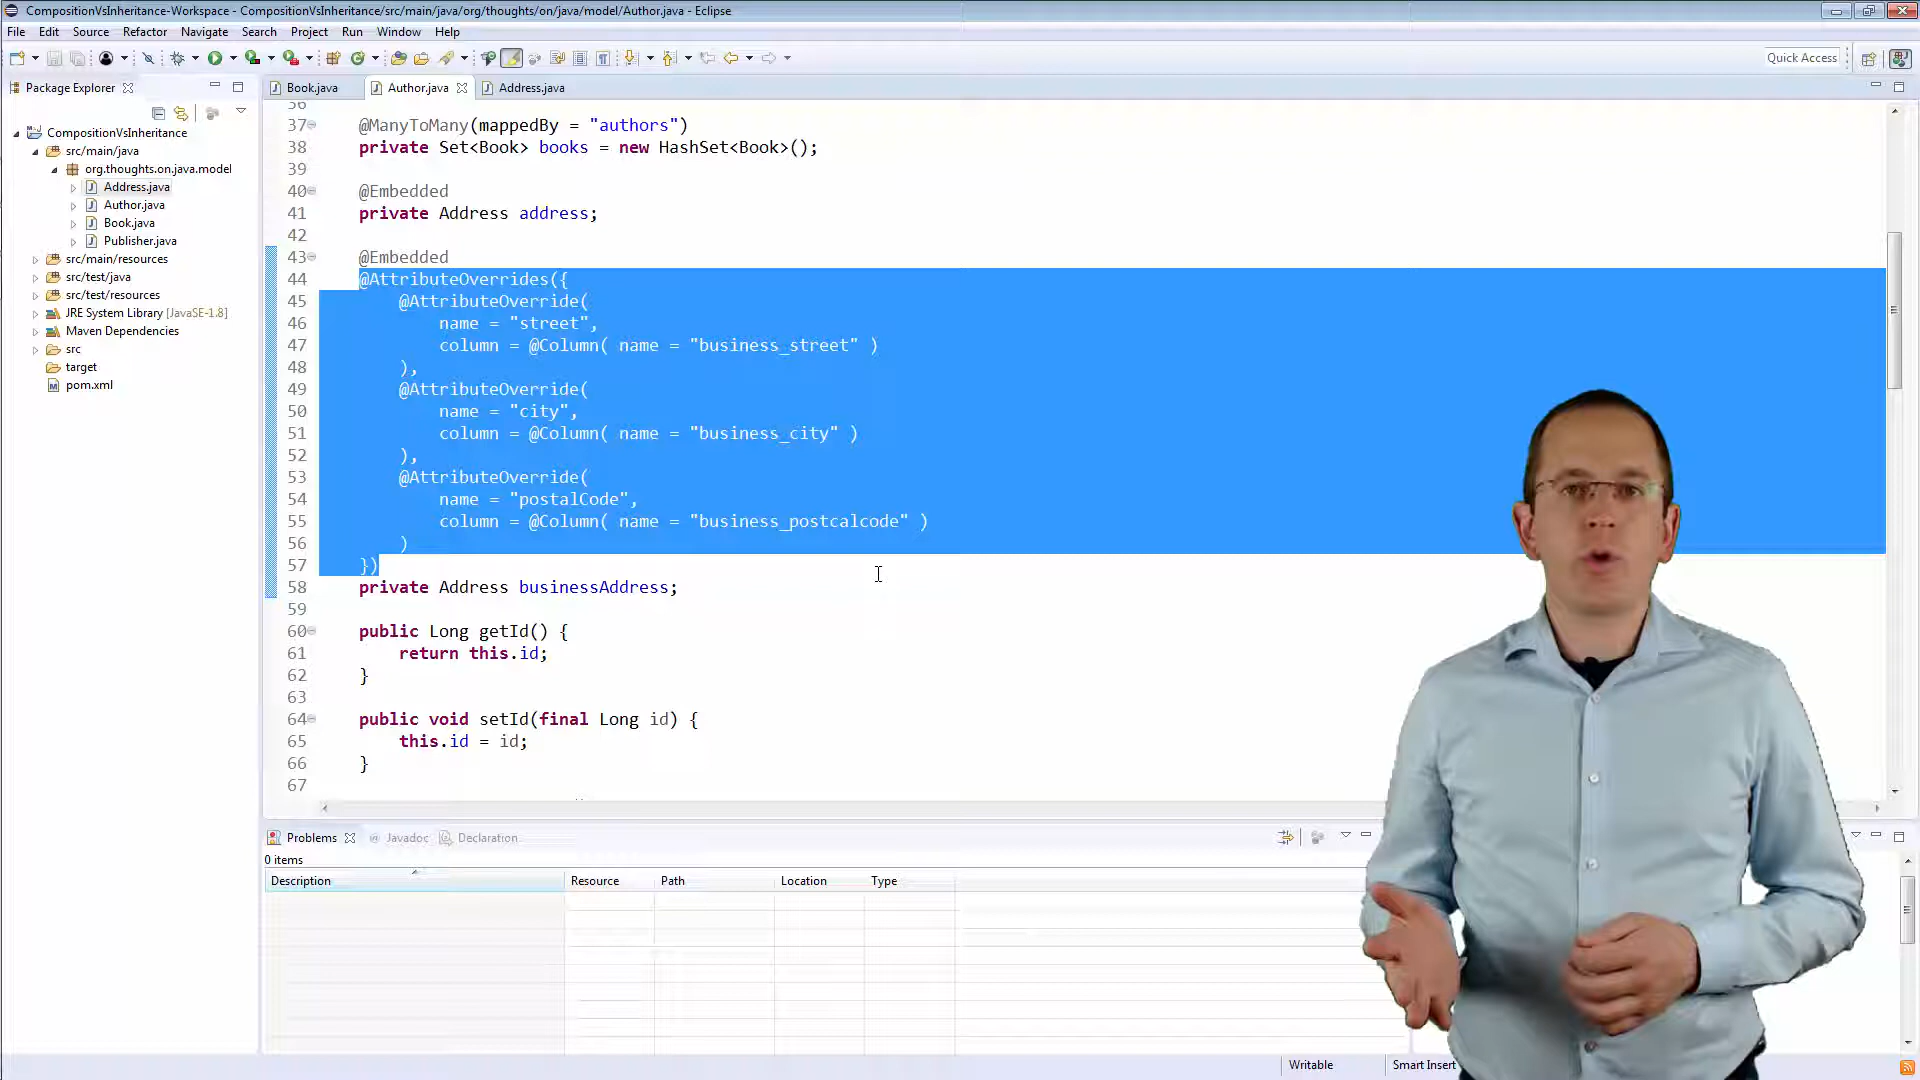 CompositionVsInheritance-Workspace - CompositionVsInheritance/src/main/java/org/thoughts/on/java/model/Author.java - Eclipse
File Edit Source Refactor Navigate Search Project Run Window Help
Quick Access
Package Explorer
CompositionVsInheritance
src/main/java
org.thoughts.on.java.model
Address.java
Author.java
Book.java
Publisher.java
src/main/resources
src/test/java
src/test/resources
JRE System Library [JavaSE-1.8]
Maven Dependencies
src
target
pom.xml
Book.java Author.java Address.java
36
37 @ManyToMany(mappedBy = "authors")
38 private Set<Book> books = new HashSet<Book>();
39
40 @Embedded
41 private Address address;
42
43 @Embedded
44 @AttributeOverrides({
45 @AttributeOverride(
46 name = "street",
47 column = @Column( name = "business_street" )
48 ),
49 @AttributeOverride(
50 name = "city",
51 column = @Column( name = "business_city" )
52 ),
53 @AttributeOverride(
54 name = "postalCode",
55 column = @Column( name = "business_postcalcode" )
56 )
57 })
58 private Address businessAddress;
59
60 public Long getId() {
61 return this.id;
62 }
63
64 public void setId(final Long id) {
65 this.id = id;
66 }
67
Problems Javadoc Declaration
0 items
Description Resource Path Location Type
Writable Smart Insert